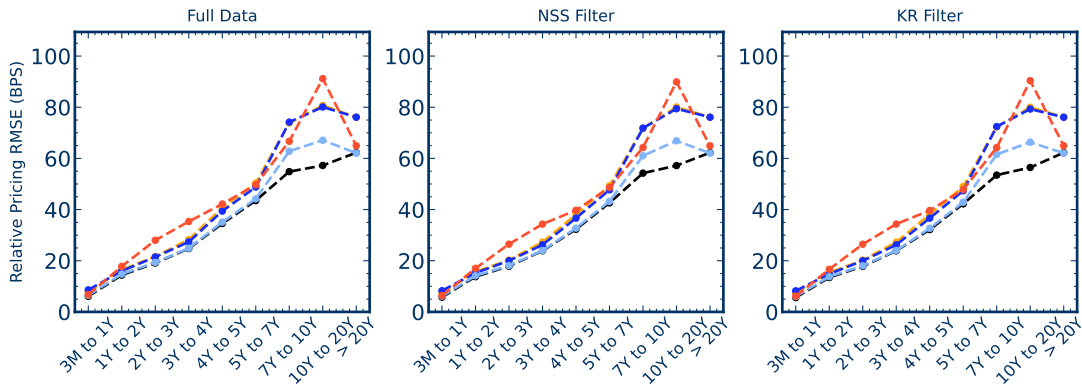 Full Data
NSS Filter
KR Filter
Relative Pricing RMSE (BPS)
100
80
60
40
20
0
3M to 1Y
1Y to 2Y
2Y to 3Y
3Y to 4Y
4Y to 5Y
5Y to 7Y
7Y to 10Y
10Y to 20Y
> 20Y
100
80
60
40
20
0
3M to 1Y
1Y to 2Y
2Y to 3Y
3Y to 4Y
4Y to 5Y
5Y to 7Y
7Y to 10Y
10Y to 20Y
> 20Y
100
80
60
40
20
0
3M to 1Y
1Y to 2Y
2Y to 3Y
3Y to 4Y
4Y to 5Y
5Y to 7Y
7Y to 10Y
10Y to 20Y
> 20Y